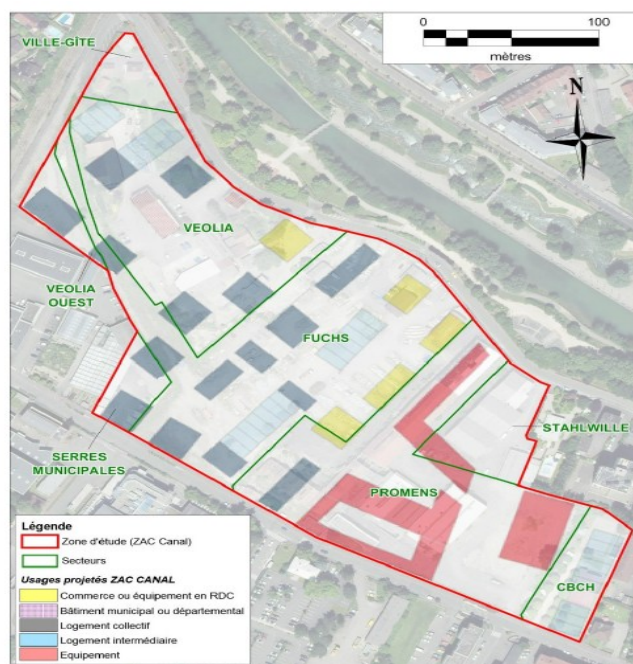 VILLE-GÎTE
0 100
mètres
N
VEOLIA
VEOLIA
OUEST
FUCHS
STAHLWILLE
SERRES
MUNICIPALES
PROMENS
CBCH
Légende
Zone d'étude (ZAC Canal)
Secteurs
Usages projetés ZAC CANAL
Commerce ou équipement en RDC
Bâtiment municipal ou départemental
Logement collectif
Logement intermédiaire
Equipement